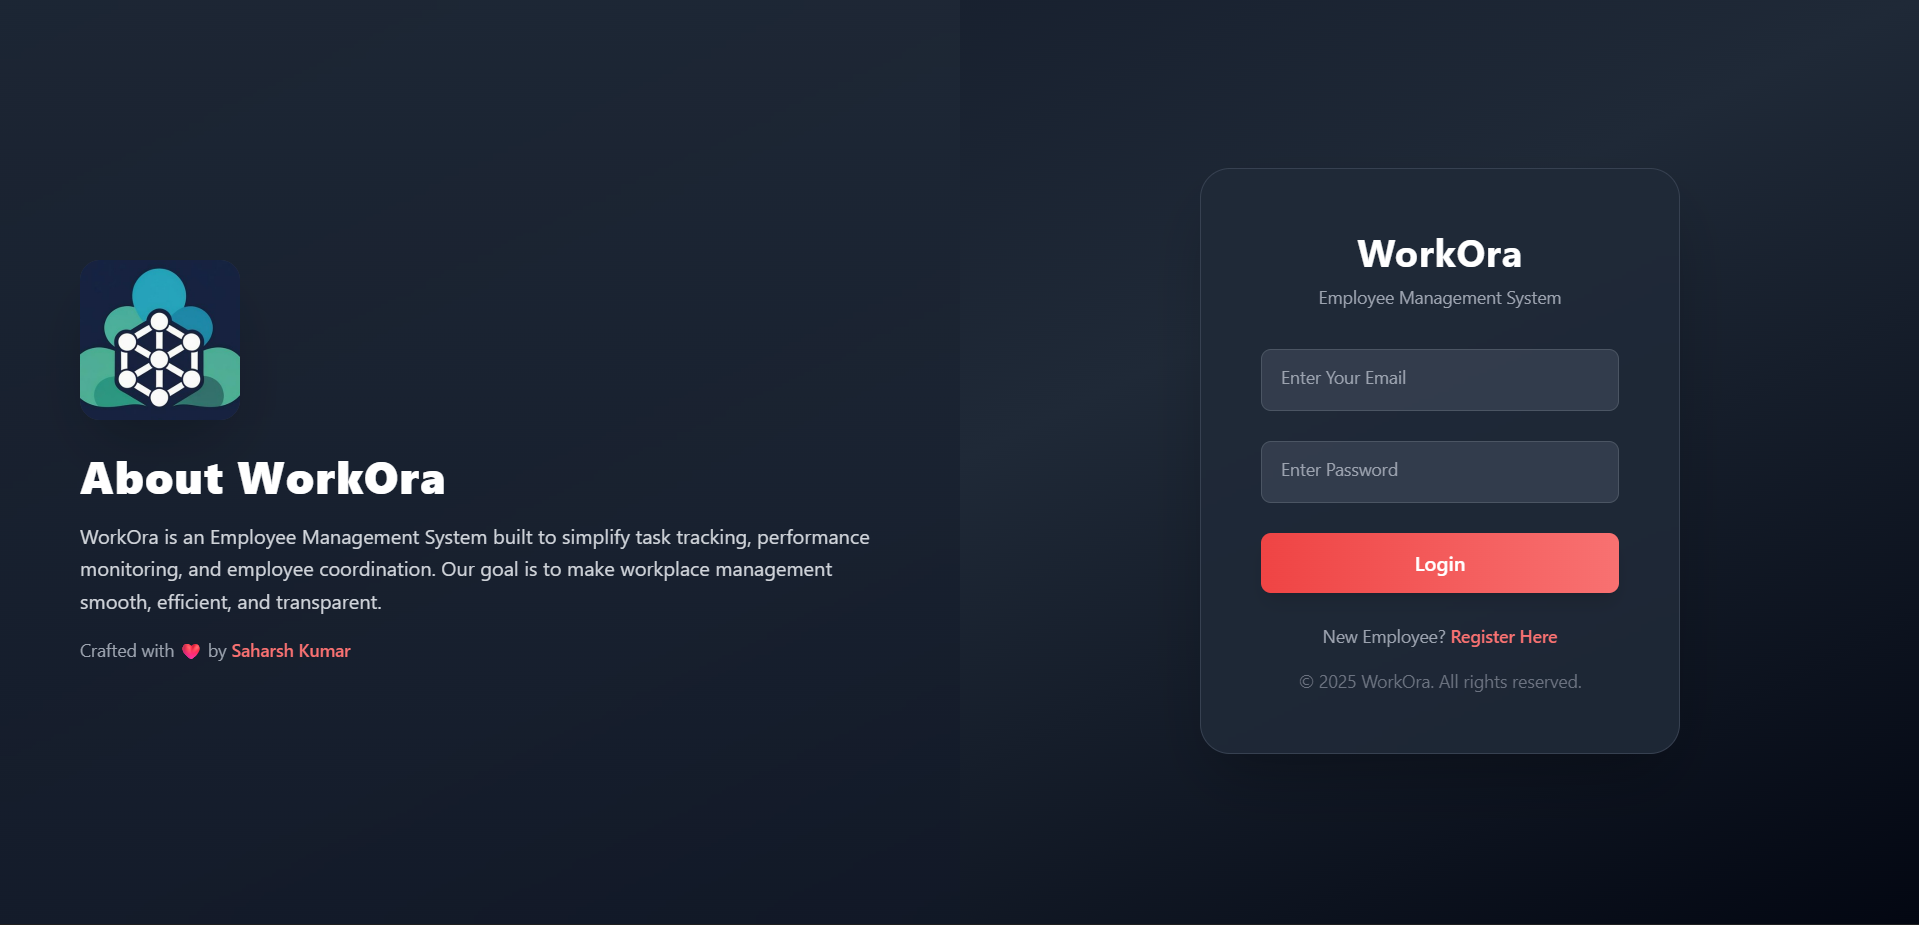 About WorkOra
WorkOra is an Employee Management System built to simplify task tracking, performance
monitoring, and employee coordination. Our goal is to make workplace management
smooth, efficient, and transparent.
Crafted with ❤️ by Saharsh Kumar
WorkOra
Employee Management System
Enter Your Email
Enter Password
Login
New Employee? Register Here
© 2025 WorkOra. All rights reserved.